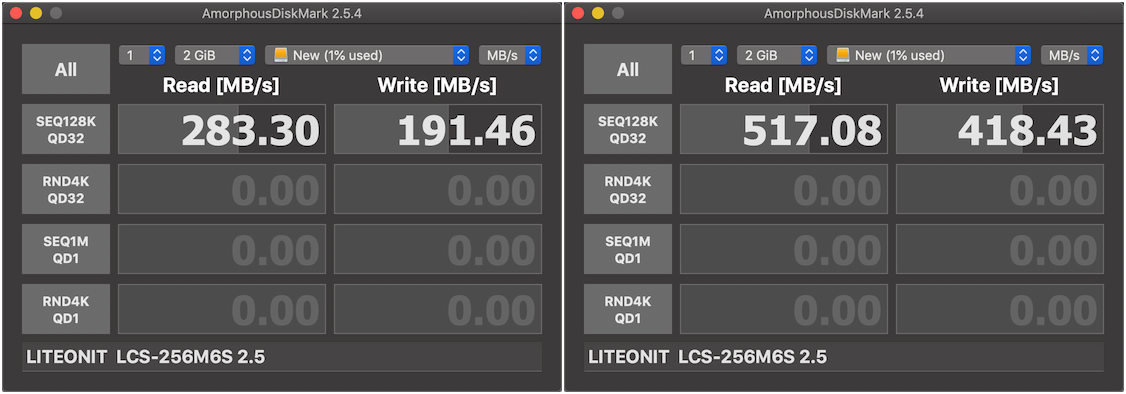 AmorphousDiskMark 2.5.4
All
1 2 GiB New (1% used) MB/s
Read [MB/s] Write [MB/s]
SEQ128K
QD32
283.30 191.46
RND4K
QD32
0.00 0.00
SEQ1M
QD1
0.00 0.00
RND4K
QD1
0.00 0.00
LITEONIT LCS-256M6S 2.5
AmorphousDiskMark 2.5.4
All
1 2 GiB New (1% used) MB/s
Read [MB/s] Write [MB/s]
SEQ128K
QD32
517.08 418.43
RND4K
QD32
0.00 0.00
SEQ1M
QD1
0.00 0.00
RND4K
QD1
0.00 0.00
LITEONIT LCS-256M6S 2.5